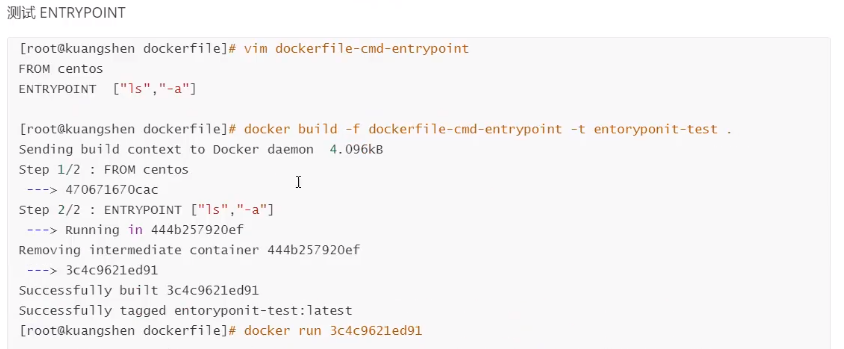 测试 ENTRYPOINT
[root@kuangshen dockerfile]# vim dockerfile-cmd-entrypoint
FROM centos
ENTRYPOINT  ["ls","-a"]
[root@kuangshen dockerfile]# docker build -f dockerfile-cmd-entrypoint -t entoryponit-test .
Sending build context to Docker daemon  4.096kB
Step 1/2 : FROM centos
 ---> 470671670cac
Step 2/2 : ENTRYPOINT ["ls","-a"]
 ---> Running in 444b257920ef
Removing intermediate container 444b257920ef
 ---> 3c4c9621ed91
Successfully built 3c4c9621ed91
Successfully tagged entoryponit-test:latest
[root@kuangshen dockerfile]# docker run 3c4c9621ed91